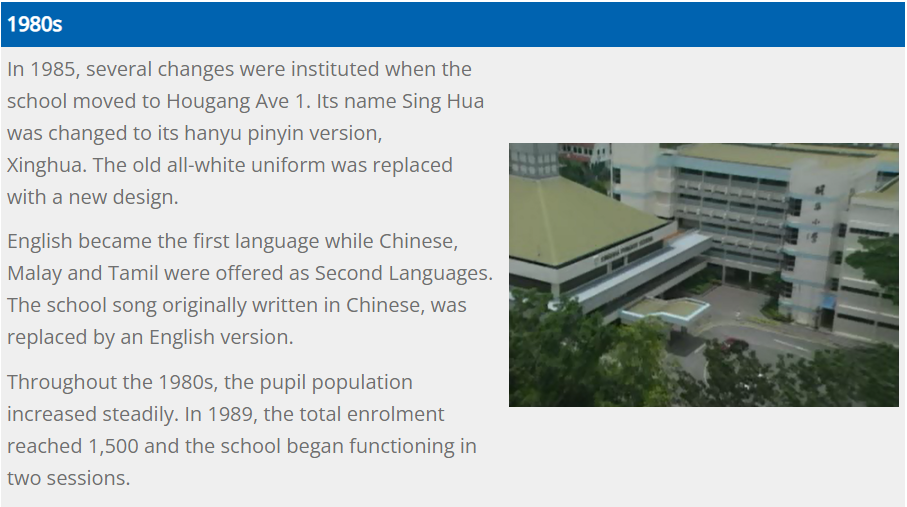 1980s
In 1985, several changes were instituted when the
school moved to Hougang Ave 1. Its name Sing Hua
was changed to its hanyu pinyin version,
Xinghua. The old all-white uniform was replaced
with a new design.
English became the first language while Chinese,
Malay and Tamil were offered as Second Languages.
The school song originally written in Chinese, was
replaced by an English version.
Throughout the 1980s, the pupil population
increased steadily. In 1989, the total enrolment
reached 1,500 and the school began functioning in
two sessions.